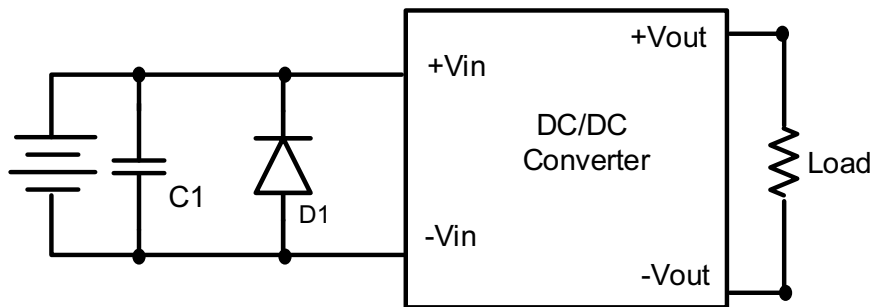 +Vout
+Vin
DC/DC
Converter
Load
C1
D1
-Vin
-Vout